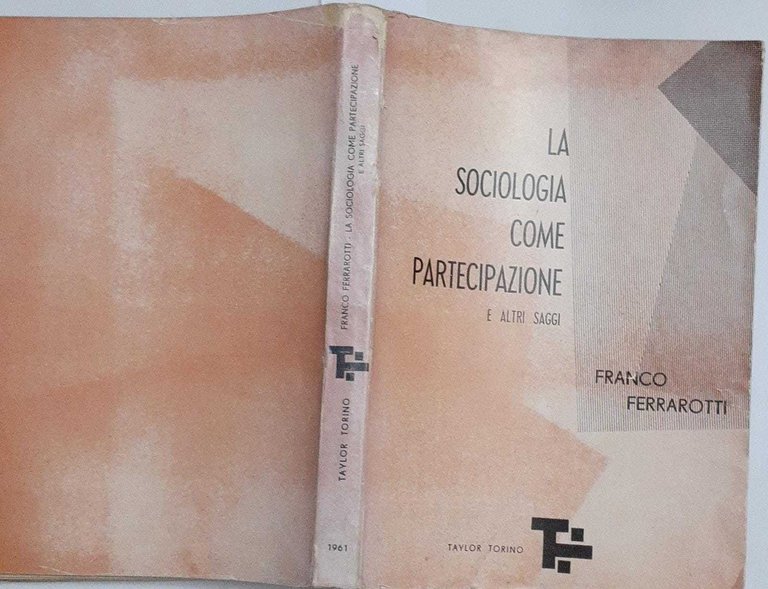 FRANCO FERRAROTTI - LA SOCIOLOGIA COME PARTECIPAZIONE
E ALTRI SAGGI
TAYLOR TORINO
1961
LA
SOCIOLOGIA
COME
PARTECIPAZIONE
E ALTRI SAGGI
FRANCO
FERRAROTTI
TAYLOR TORINO